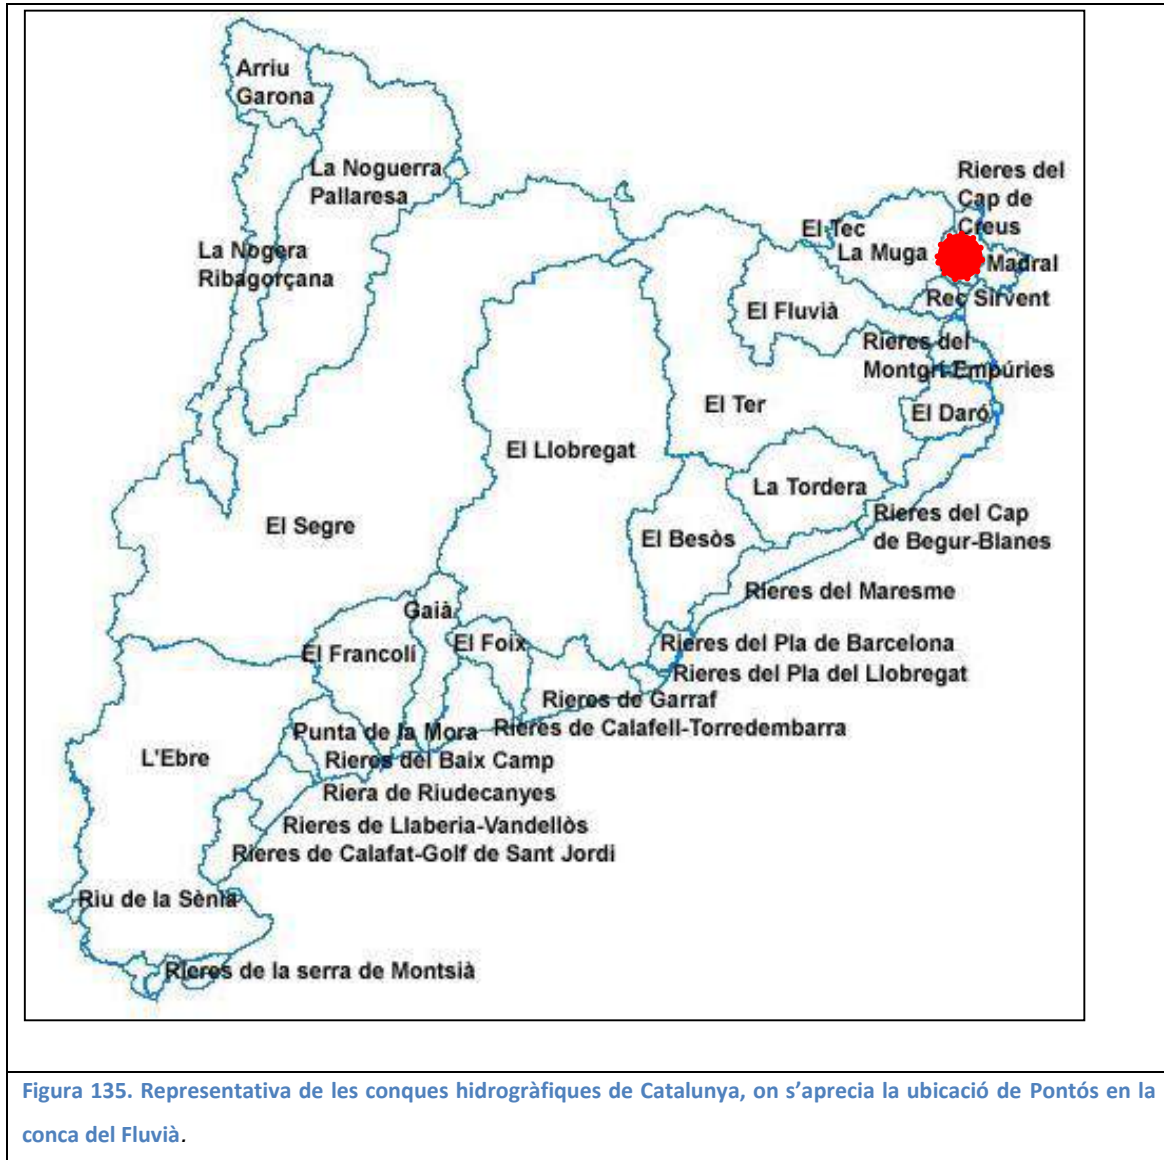 Arriu
Garona
La Noguerra
Pallaresa
La Nogera
Ribagorçana
Rieres del
Cap de
Creus
El Tec
La Muga
Madral
Rec Sirvent
El Fluvià
Rieres del
Montgrí-Empúries
El Ter
El Daró
El Llobregat
La Tordera
El Segre
El Besòs
Rieres del Cap
de Begur-Blanes
Rieres del Maresme
Gaià
El Francolí
El Foix
Rieres del Pla de Barcelona
Rieres del Pla del Llobregat
Rieres de Garraf
Rieres de Calafell-Torredembarra
Punta de la Mora
L'Ebre
Rieres del Baix Camp
Riera de Riudecanyes
Rieres de Llaberia-Vandellòs
Rieres de Calafat-Golf de Sant Jordi
Riu de la Sènia
Rieres de la serra de Montsià
Figura 135. Representativa de les conques hidrogràfiques de Catalunya, on s'aprecia la ubicació de Pontós en la
conca del Fluvià.